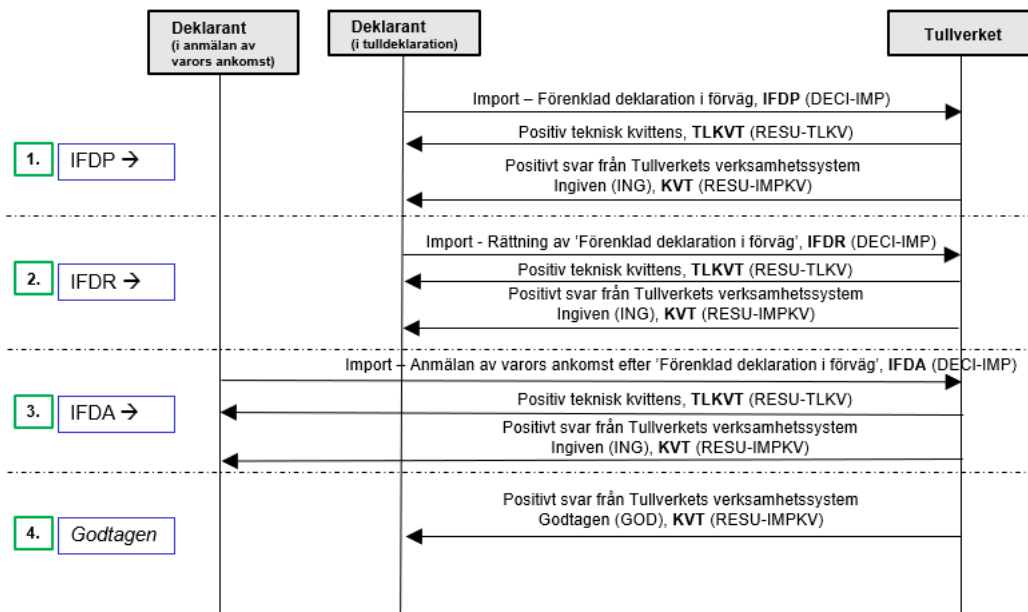 Deklarant
(i anmälan av
varors ankomst)
Deklarant
(i tulldeklaration)
Tullverket
Import – Förenklad deklaration i förväg, IFDP (DECI-IMP)
Positiv teknisk kvittens, TLKVT (RESU-TLKV)
1. IFDP →
Positivt svar från Tullverkets verksamhetssystem
Ingiven (ING), KVT (RESU-IMPKV)
Import - Rättning av ’Förenklad deklaration i förväg’, IFDR (DECI-IMP)
Positiv teknisk kvittens, TLKVT (RESU-TLKV)
2. IFDR →
Positivt svar från Tullverkets verksamhetssystem
Ingiven (ING), KVT (RESU-IMPKV)
Import – Anmälan av varors ankomst efter ’Förenklad deklaration i förväg’, IFDA (DECI-IMP)
Positiv teknisk kvittens, TLKVT (RESU-TLKV)
3. IFDA →
Positivt svar från Tullverkets verksamhetssystem
Ingiven (ING), KVT (RESU-IMPKV)
Positivt svar från Tullverkets verksamhetssystem
Godtagen (GOD), KVT (RESU-IMPKV)
4. Godtagen